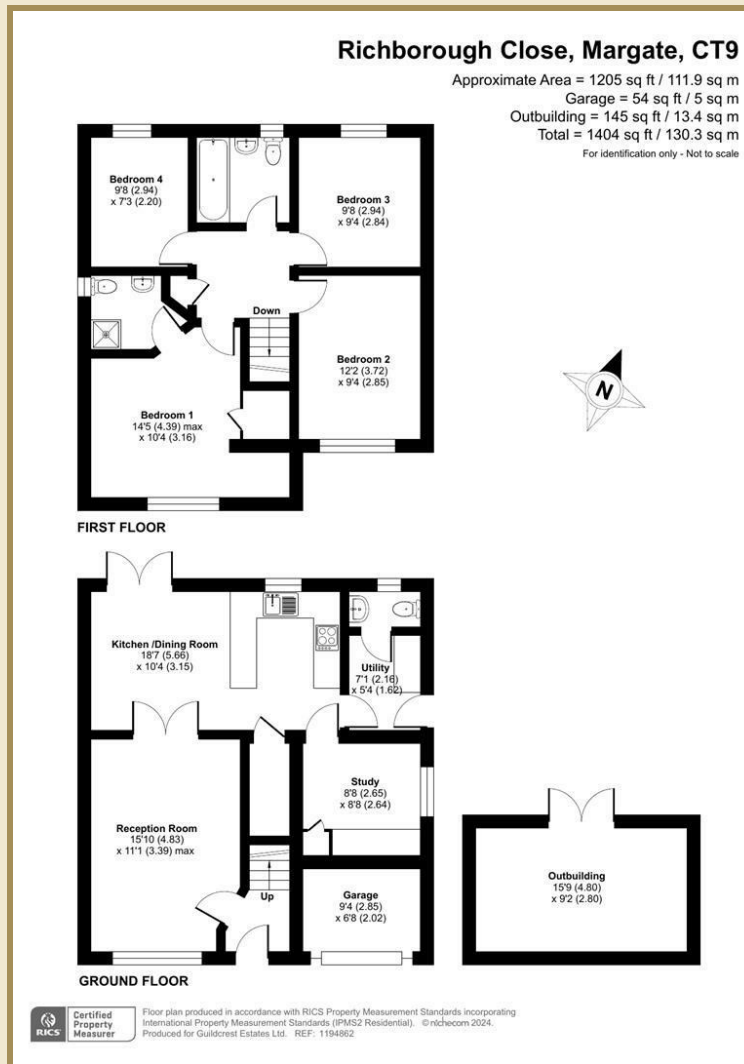 Richborough Close, Margate, CT9
Approximate Area = 1205 sq ft / 111.9 sq m
Garage = 54 sq ft / 5 sq m
Outbuilding = 145 sq ft / 13.4 sq m
Total = 1404 sq ft / 130.3 sq m
For identification only - Not to scale
Bedroom 4
9'8 (2.94)
x 7'3 (2.20)
Bedroom 3
9'8 (2.94)
x 9'4 (2.84)
Down
Bedroom 2
12'2 (3.72)
x 9'4 (2.85)
Bedroom 1
14'5 (4.39) max
x 10'4 (3.16)
N
FIRST FLOOR
Kitchen /Dining Room
18'7 (5.66)
x 10'4 (3.15)
Utility
7'1 (2.16)
x 5'4 (1.62)
Study
8'8 (2.65)
x 8'8 (2.64)
Reception Room
15'10 (4.83)
x 11'1 (3.39) max
Up
Garage
9'4 (2.85)
x 6'8 (2.02)
Outbuilding
15'9 (4.80)
x 9'2 (2.80)
GROUND FLOOR
RICS
Certified
Property
Measurer
Floor plan produced in accordance with RICS Property Measurement Standards incorporating
International Property Measurement Standards (IPMS2 Residential). ©nichecom 2024.
Produced for Guildcrest Estates Ltd. REF: 1194862